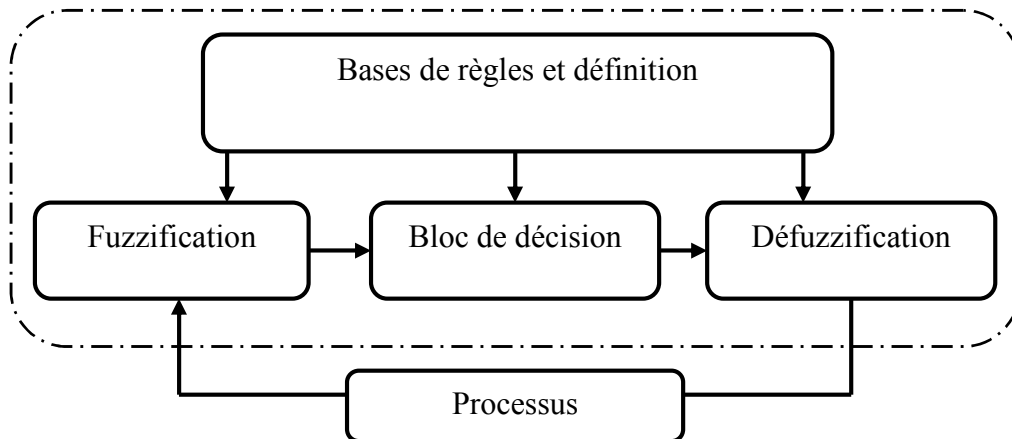 Bases de règles et définition
Fuzzification
Bloc de décision
Défuzzification
Processus